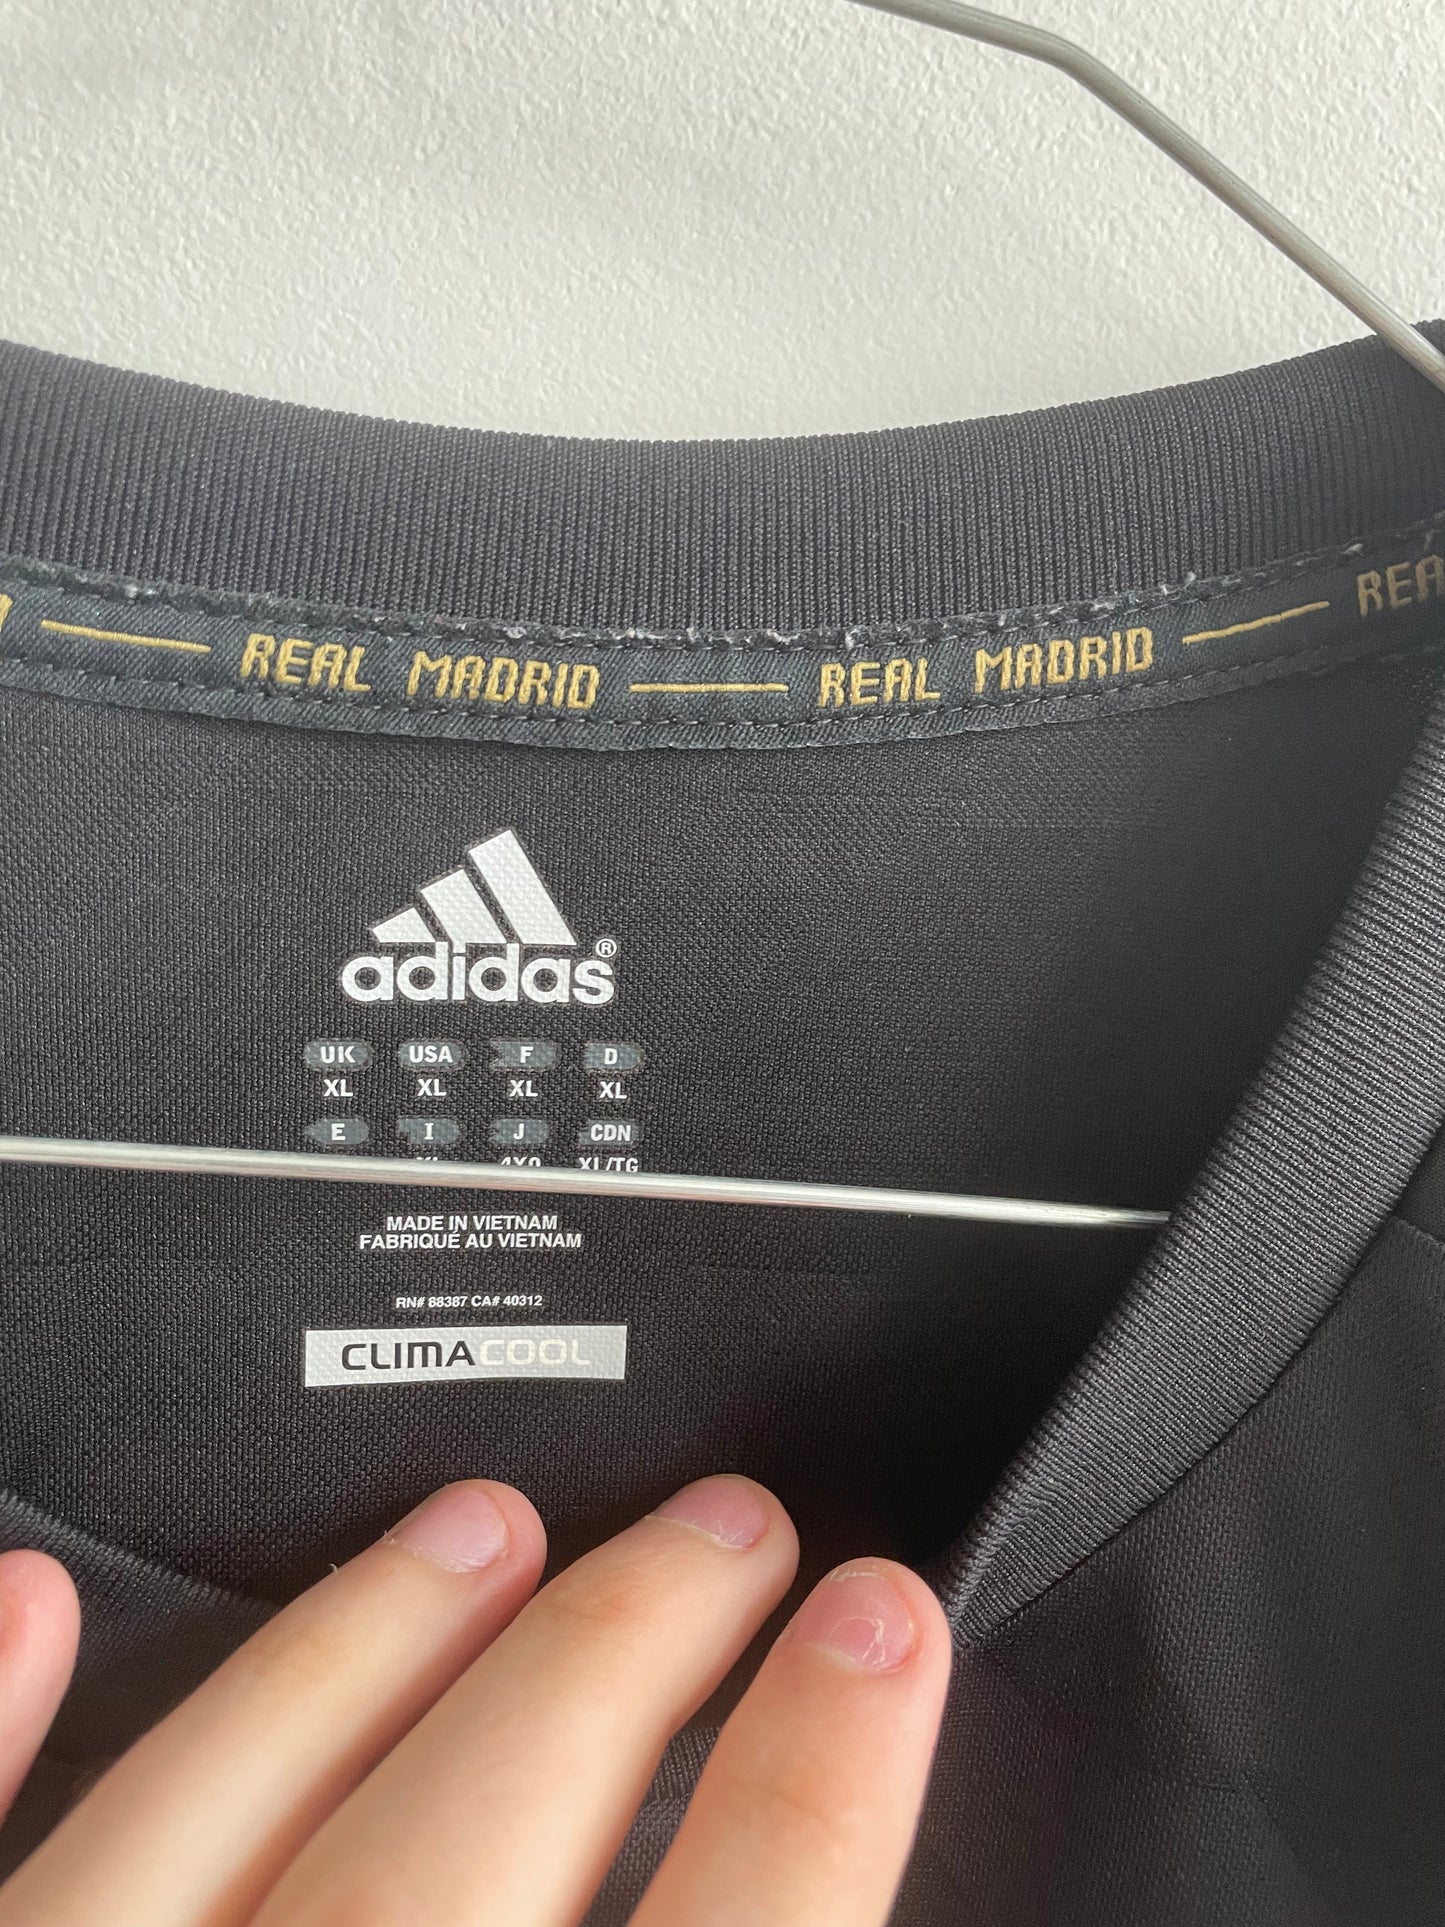 REAL MADRID — REAL MADRID — REA
adidas®
UK USA F D
XL XL XL XL
E I J CDN
XL/TG
MADE IN VIETNAM
FABRIQUÉ AU VIETNAM
RN# 88387 CA# 40312
CLIMACOOL